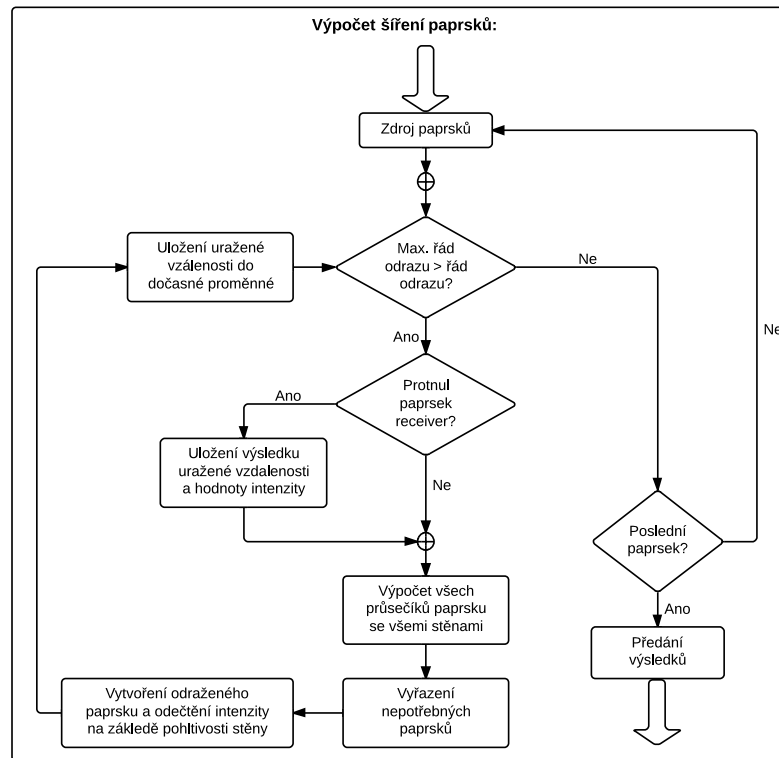 Výpočet šíření paprsků:
Zdroj paprsků
Uložení uražené
vzálenosti do
dočasné proměnné
Max. řád
odrazu > řád
odrazu?
Ne
Ne
Ano
Protnul
paprsek
receiver?
Ano
Uložení výsledku
uražené vzdalenosti
a hodnoty intenzity
Ne
Poslední
paprsek?
Výpočet všech
průsečíků paprsku
se všemi stěnami
Ano
Předání
výsledků
Vytvoření odraženého
paprsku a odečtění intenzity
na základě pohltivosti stěny
Vyřazení
nepotřebných
paprsků